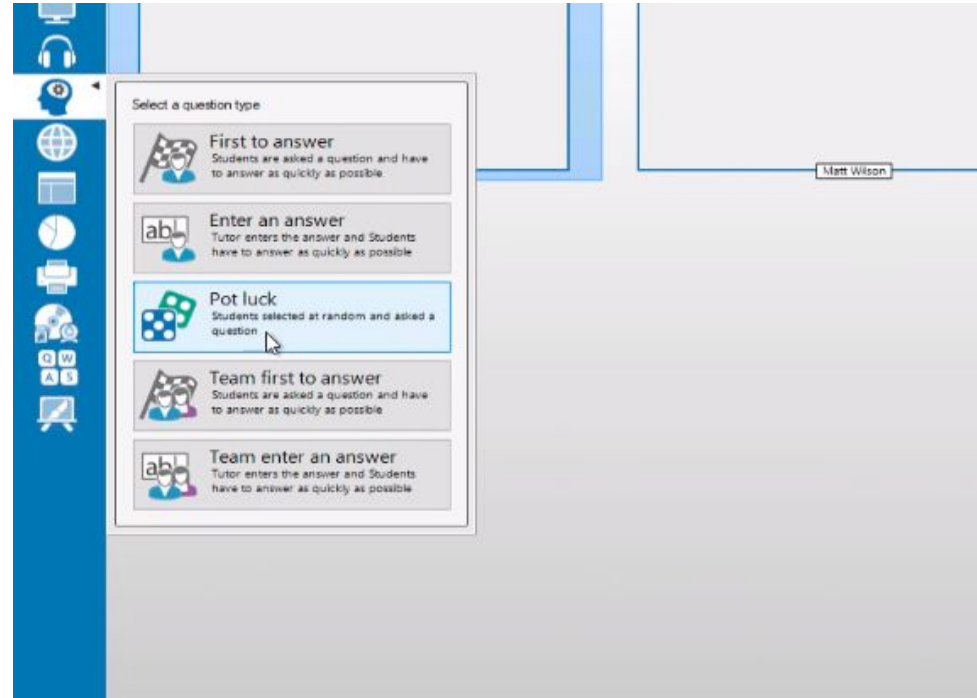 Select a question type
First to answer
Students are asked a question and have
to answer as quickly as possible
Matt Wilson
Enter an answer
Tutor enters the answer and Students
have to answer as quickly as possible
Pot luck
Students selected at random and asked a
question
Team first to answer
Students are asked a question and have
to answer as quickly as possible
Team enter an answer
Tutor enters the answer and Students
have to answer as quickly as possible
ab
ab
Q W
A S